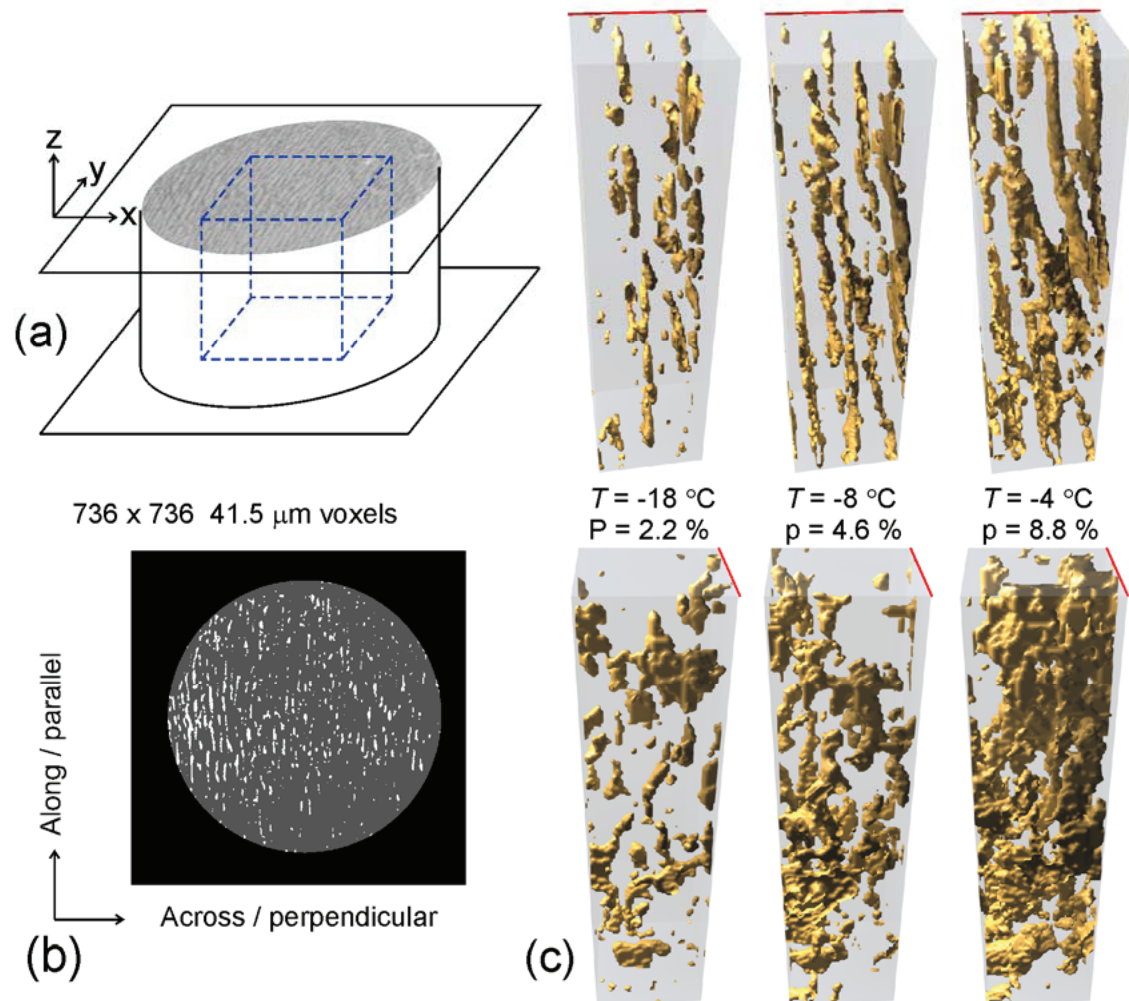 z
y
x
(a)
736 x 736 41.5 μm voxels
Along / parallel
Across / perpendicular
(b)
T = -18 °C
P = 2.2 %
T = -8 °C
p = 4.6 %
T = -4 °C
p = 8.8 %
(c)